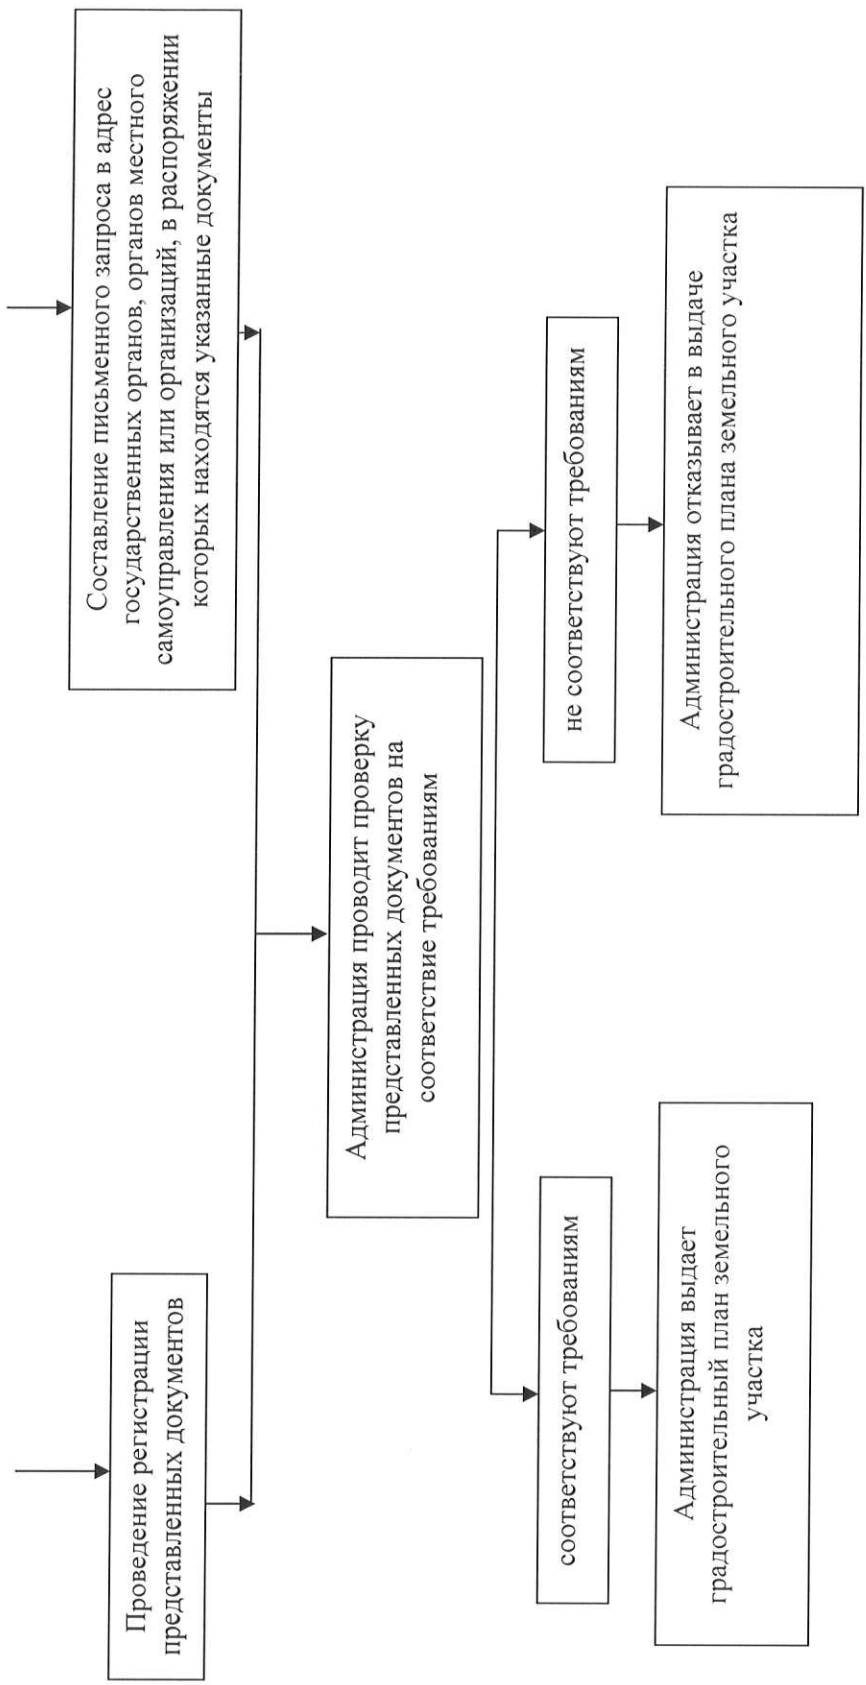 Проведение регистрации
представленных документов
Составление письменного запроса в адрес
государственных органов, органов местного
самоуправления или организаций, в распоряжении
которых находятся указанные документы
Администрация проводит проверку
представленных документов на
соответствие требованиям
соответствуют требованиям
не соответствуют требованиям
Администрация выдает
градостроительный план земельного
участка
Администрация отказывает в выдаче
градостроительного плана земельного участка